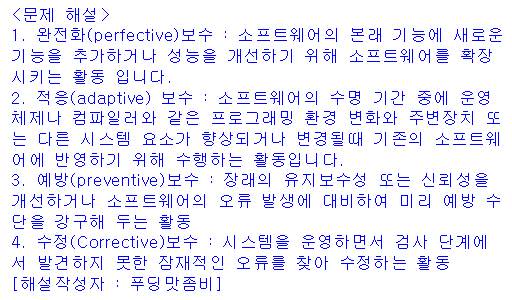 <문제 해설>
1. 완전화(perfective)보수 : 소프트웨어의 본래 기능에 새로운
기능을 추가하거나 성능을 개선하기 위해 소프트웨어를 확장
시키는 활동 입니다.
2. 적응(adaptive) 보수 : 소프트웨어의 수명 기간 중에 운영
체제나 컴파일러와 같은 프로그래밍 환경 변화와 주변장치 또
는 다른 시스템 요소가 향상되거나 변경될때 기존의 소프트웨
어에 반영하기 위해 수행하는 활동입니다.
3. 예방(preventive)보수 : 장래의 유지보수성 또는 신뢰성을
개선하거나 소프트웨어의 오류 발생에 대비하여 미리 예방 수
단을 강구해 두는 활동
4. 수정(Corrective)보수 : 시스템을 운영하면서 검사 단계에
서 발견하지 못한 잠재적인 오류를 찾아 수정하는 활동
[해설작성자 : 푸딩맛좀비]